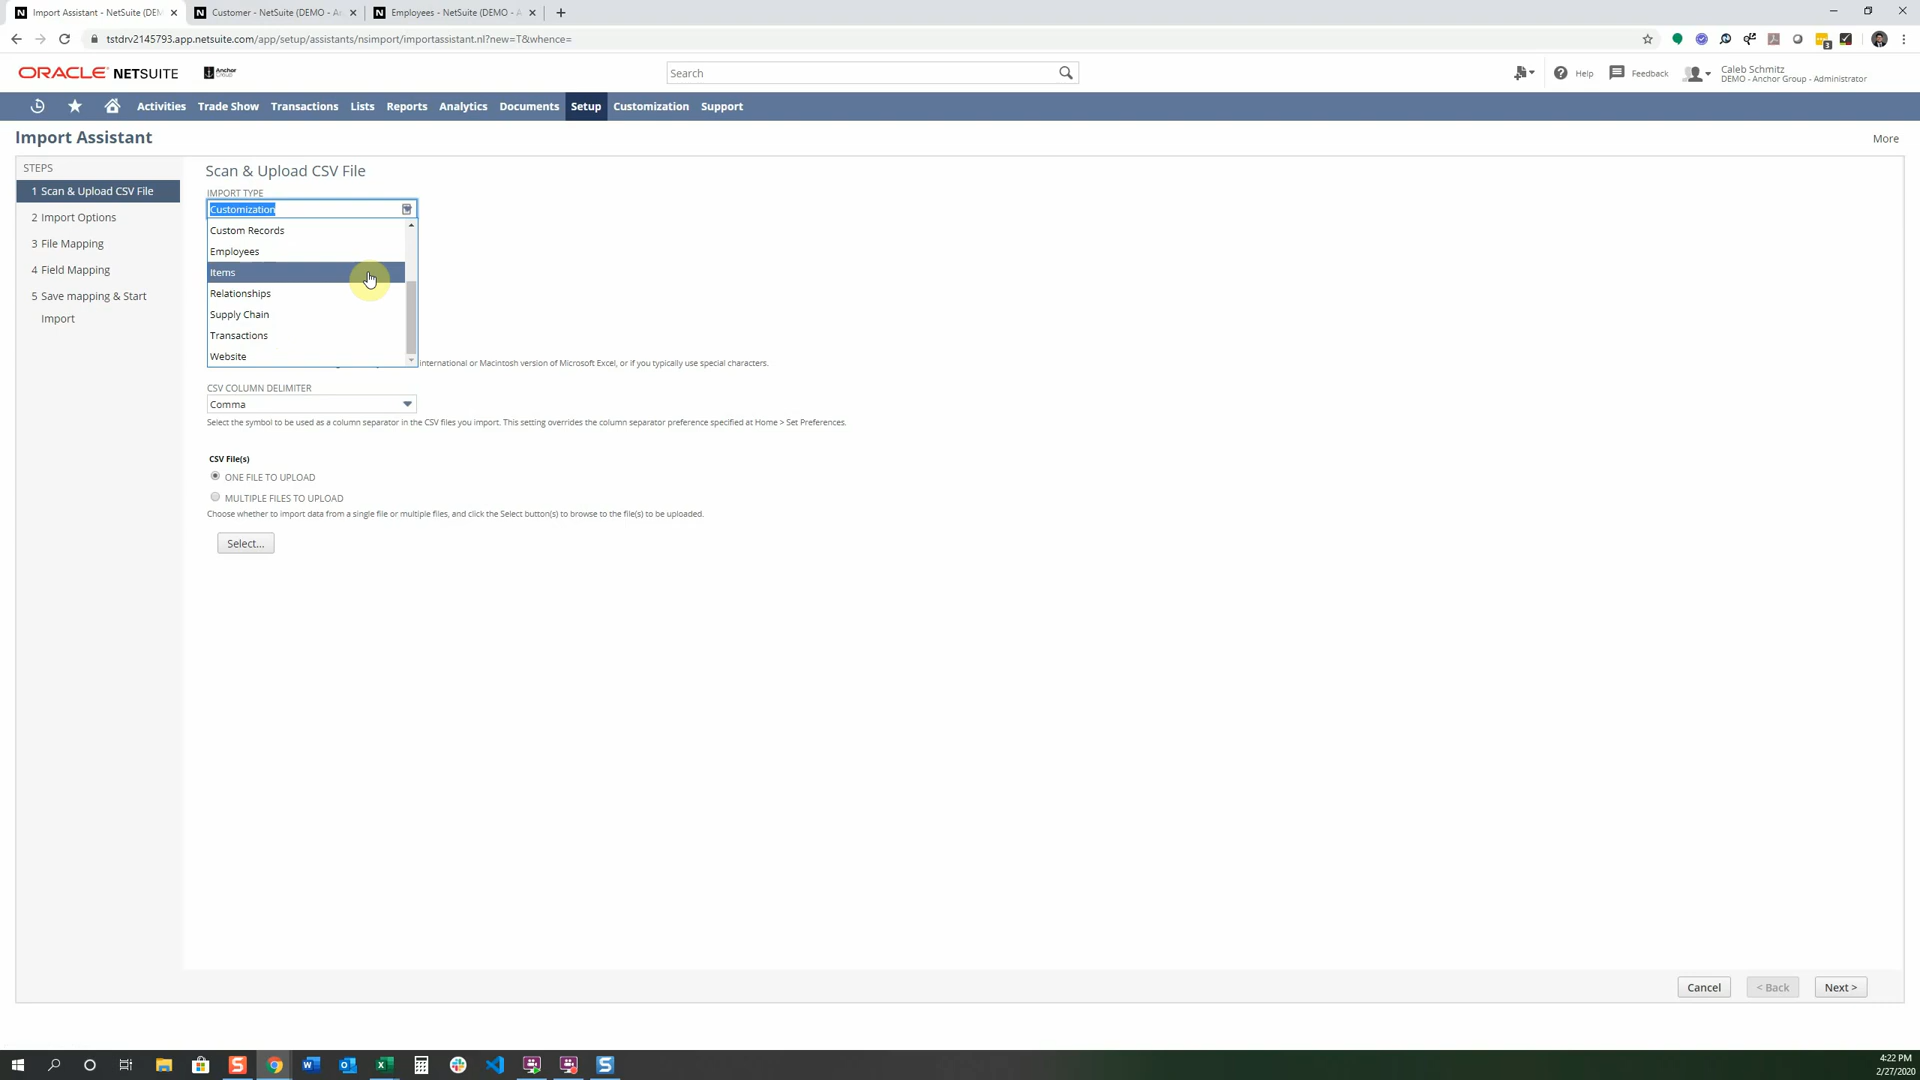 Import Assistant - NetSuite (DEM
Customer - NetSuite (DEMO - An
Employees - NetSuite (DEMO - A
tstdrv2145793.app.netsuite.com/app/setup/assistants/nsimport/importassistant.nl?new=T&whence=
ORACLE NETSUITE
Anchor
Search
Help
Feedback
Caleb Schmitz
DEMO - Anchor Group - Administrator
Activities Trade Show Transactions Lists Reports Analytics Documents Setup Customization Support
Import Assistant
More
STEPS
1 Scan & Upload CSV File
2 Import Options
3 File Mapping
4 Field Mapping
5 Save mapping & Start
Import
Scan & Upload CSV File
IMPORT TYPE
Customization
Custom Records
Employees
Items
Relationships
Supply Chain
Transactions
Website
international or Macintosh version of Microsoft Excel, or if you typically use special characters.
CSV COLUMN DELIMITER
Comma
Select the symbol to be used as a column separator in the CSV files you import. This setting overrides the column separator preference specified at Home > Set Preferences.
CSV File(s)
ONE FILE TO UPLOAD
MULTIPLE FILES TO UPLOAD
Choose whether to import data from a single file or multiple files, and click the Select button(s) to browse to the file(s) to be uploaded.
Select...
Cancel
< Back
Next >
4:22 PM
2/27/2020